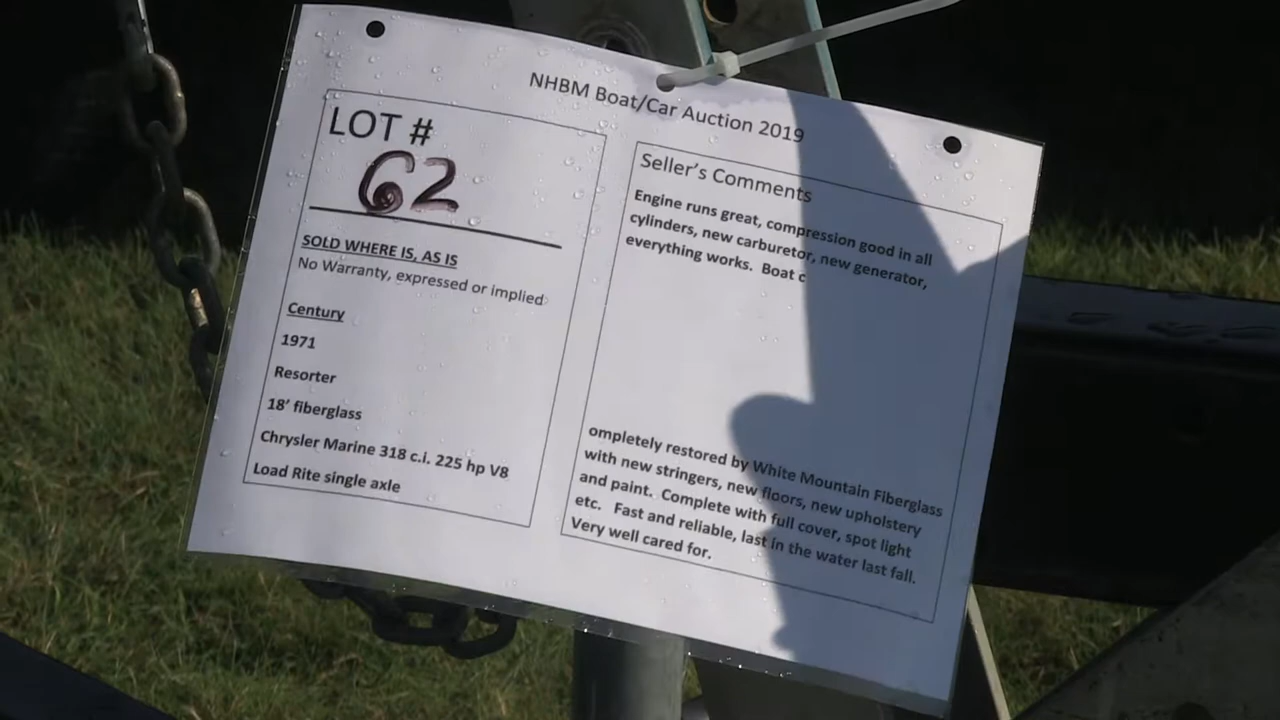 NHBM Boat/Car Auction 2019
LOT #
62
SOLD WHERE IS, AS IS
No Warranty, expressed or implied
Century
1971
Resorter
18' fiberglass
Chrysler Marine 318 c.i. 225 hp V8
Load Rite single axle
Seller's Comments
Engine runs great, compression good in all
cylinders, new carburetor, new generator,
everything works. Boat c
ompletely restored by White Mountain Fiberglass
with new stringers, new floors, new upholstery
and paint. Complete with full cover, spot light
etc. Fast and reliable, last in the water last fall.
Very well cared for.